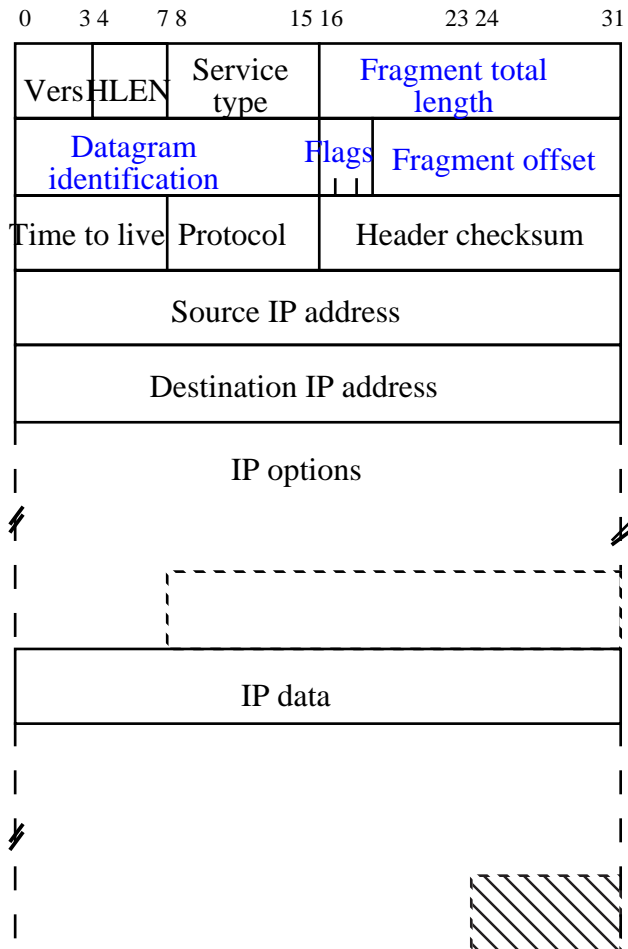 0 3 4 7 8 15 16 23 24 31
Vers HLEN Service type Fragment total length
Datagram identification Flags Fragment offset
Time to live Protocol Header checksum
Source IP address
Destination IP address
IP options
IP data